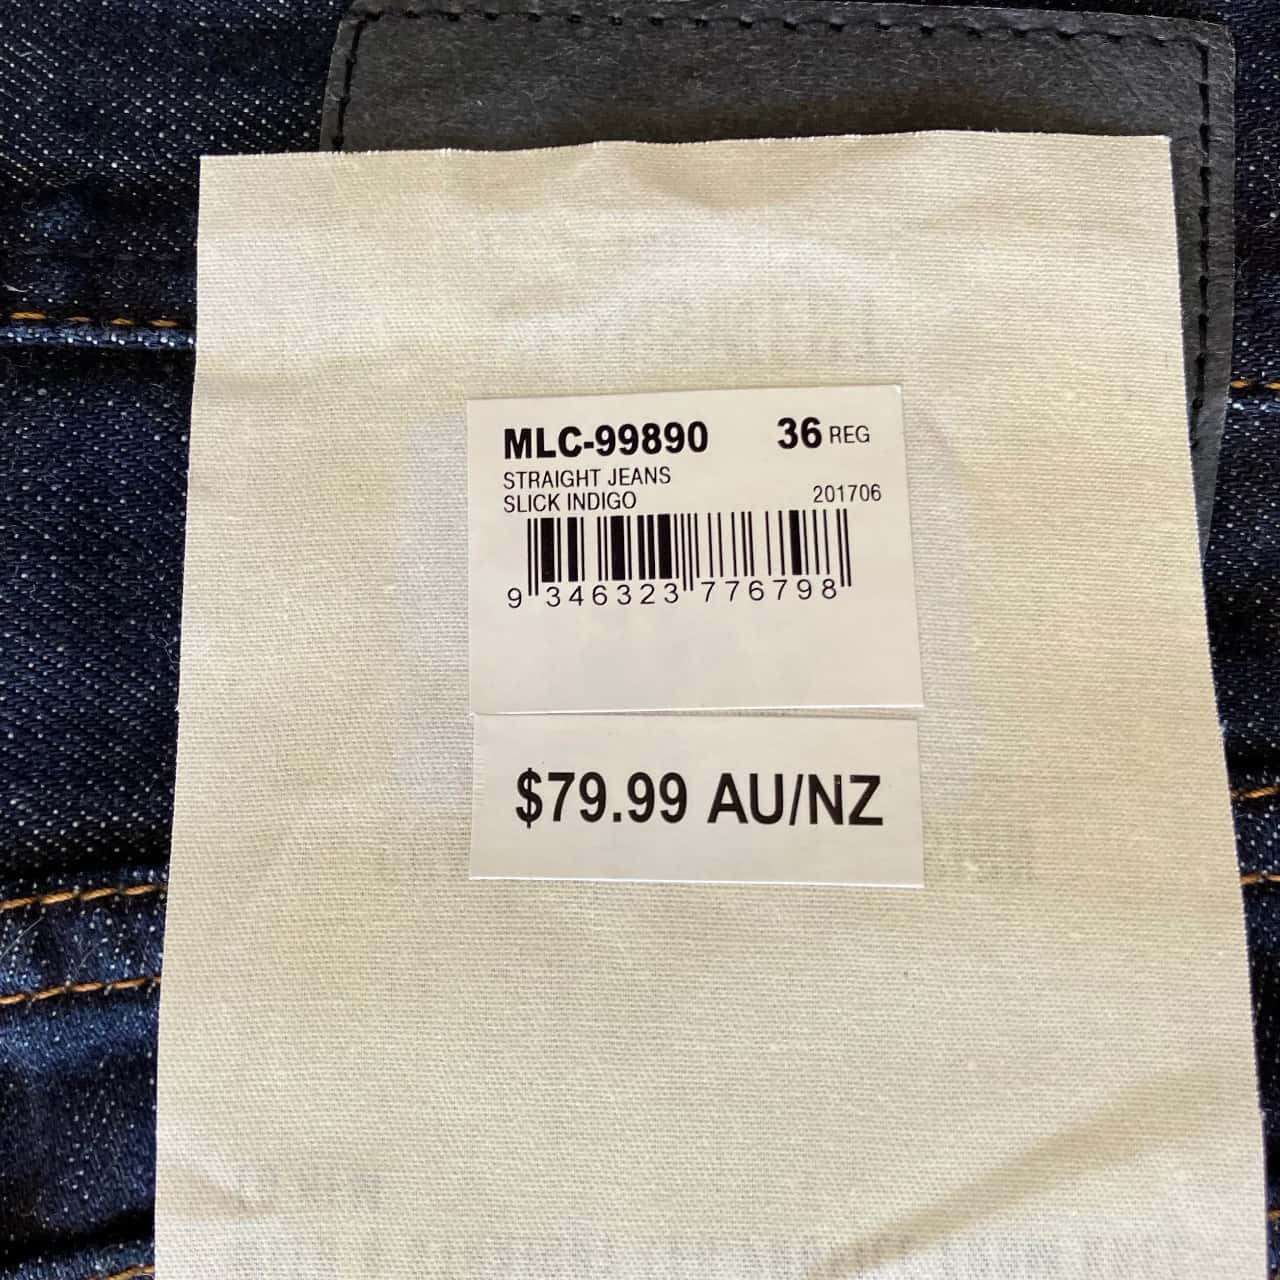 MLC-99890 36 REG
STRAIGHT JEANS
SLICK INDIGO 201706
9 346323 776798
$79.99 AU/NZ